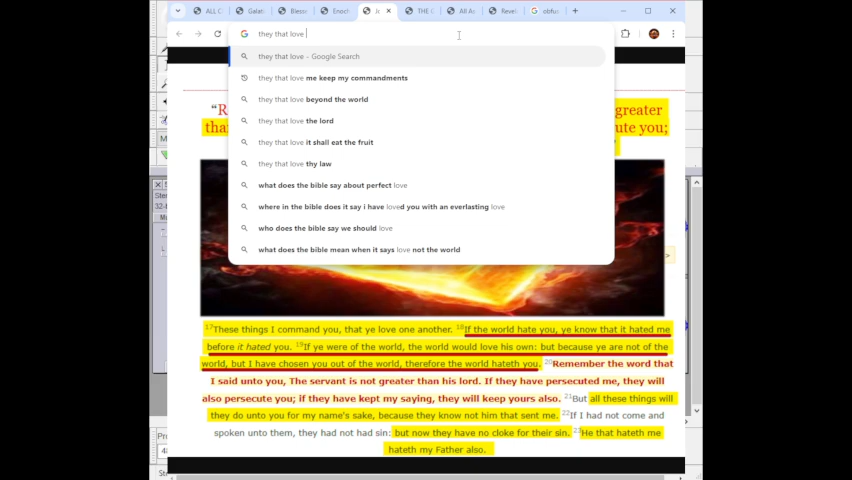 ALL C
Galat
Bless
Enoch
Jo
THE C
All As
Revel
obfus
they that love
they that love - Google Search
they that love me keep my commandments
they that love beyond the world
they that love the lord
they that love it shall eat the fruit
they that love thy law
what does the bible say about perfect love
where in the bible does it say i have loved you with an everlasting love
who does the bible say we should love
what does the bible mean when it says love not the world
“R
greater
than
ute you;
17These things I command you, that ye love one another. 18If the world hate you, ye know that it hated me
before it hated you. 19If ye were of the world, the world would love his own: but because ye are not of the
world, but I have chosen you out of the world, therefore the world hateth you. 20Remember the word that
I said unto you, The servant is not greater than his lord. If they have persecuted me, they will
also persecute you; if they have kept my saying, they will keep yours also. 21But all these things will
they do unto you for my name's sake, because they know not him that sent me. 22If I had not come and
spoken unto them, they had not had sin: but now they have no cloke for their sin. 23He that hateth me
hateth my Father also.